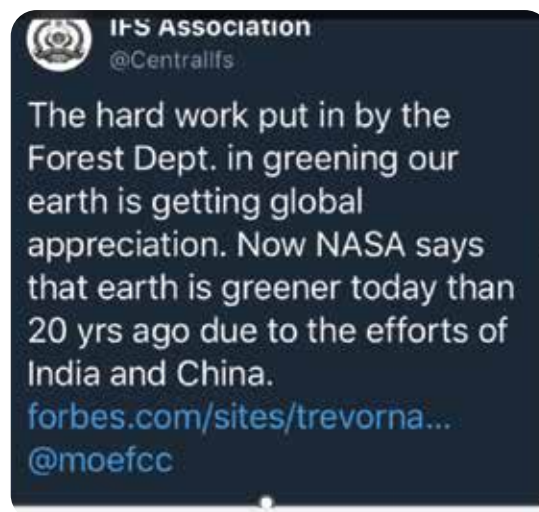 IFS Association
@CentralIfs
The hard work put in by the
Forest Dept. in greening our
earth is getting global
appreciation. Now NASA says
that earth is greener today than
20 yrs ago due to the efforts of
India and China.
forbes.com/sites/trevorna...
@moefcc